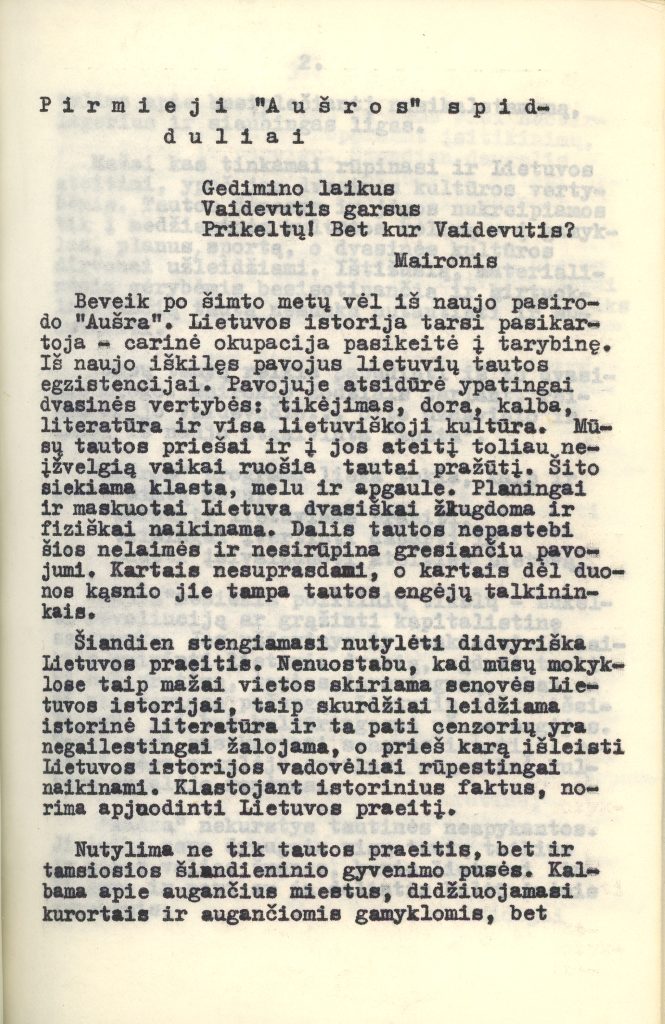 Pirmieji "Aušros" spid-
duliai
Gedimino laikus
Vaidevutis garsus
Prikeltų! Bet kur Vaidevutis?
Maironis
Beveik po šimto metų vėl iš naujo pasiro-
do "Aušra". Lietuvos istorija tarsi pasikar-
toja - carinė okupacija pasikeitė į tarybinę.
Iš naujo iškilęs pavojus lietuvių tautos
egzistencijai. Pavojuje atsidūrė ypatingai
dvasinės vertybės: tikėjimas, dora, kalba,
literatūra ir visa lietuviškoji kultūra. Mū-
sų tautos priešai ir į jos ateitį toliau ne-
įžvelgią vaikai ruošia tautai pražūtį. Šito
siekiama klasta, melu ir apgaule. Planingai
ir maskuotai Lietuva dvasiškai žlugdoma ir
fiziškai naikinama. Dalis tautos nepastebi
šios nelaimės ir nesirūpina gresiančiu pavo-
jumi. Kartais nesuprasdami, o kartais dėl duo-
nos kąsnio jie tampa tautos engėjų talkinin-
kais.
Šiandien stengiamasi nutylėti didvyriška
Lietuvos praeitis. Nenuostabu, kad mūsų mokyk-
lose taip mažai vietos skiriama senovės Lie-
tuvos istorijai, taip skurdžiai leidžiama
istorinė literatūra ir ta pati cenzorių yra
negailestingai žalojama, o prieš karą išleisti
Lietuvos istorijos vadovėliai rūpestingai
naikinami. Klastojant istorinius faktus, no-
rima apjuodinti Lietuvos praeitį.
Nutylima ne tik tautos praeitis, bet ir
tamsiosios šiandieninio gyvenimo pusės. Kal-
bama apie augančius miestus, didžiuojamasi
kurortais ir augančiomis gamyklomis, bet